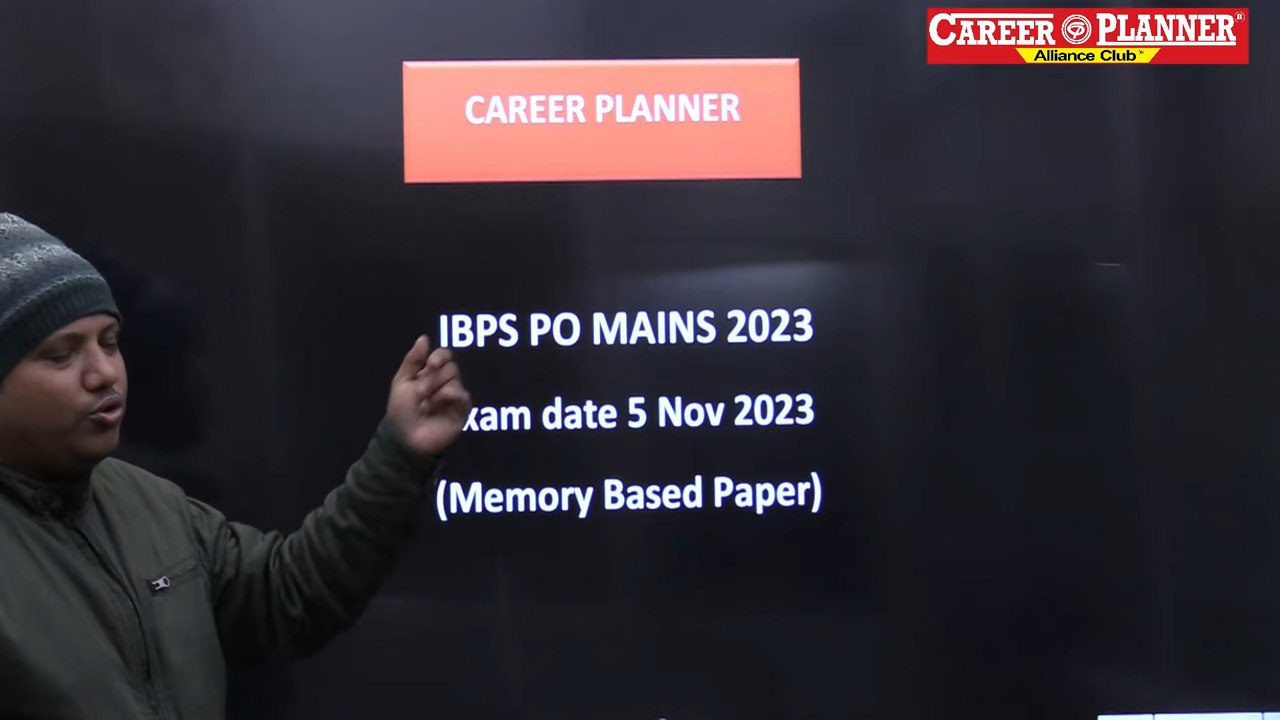 CAREER PLANNER®
Alliance Club
CAREER PLANNER
IBPS PO MAINS 2023
xam date 5 Nov 2023
(Memory Based Paper)